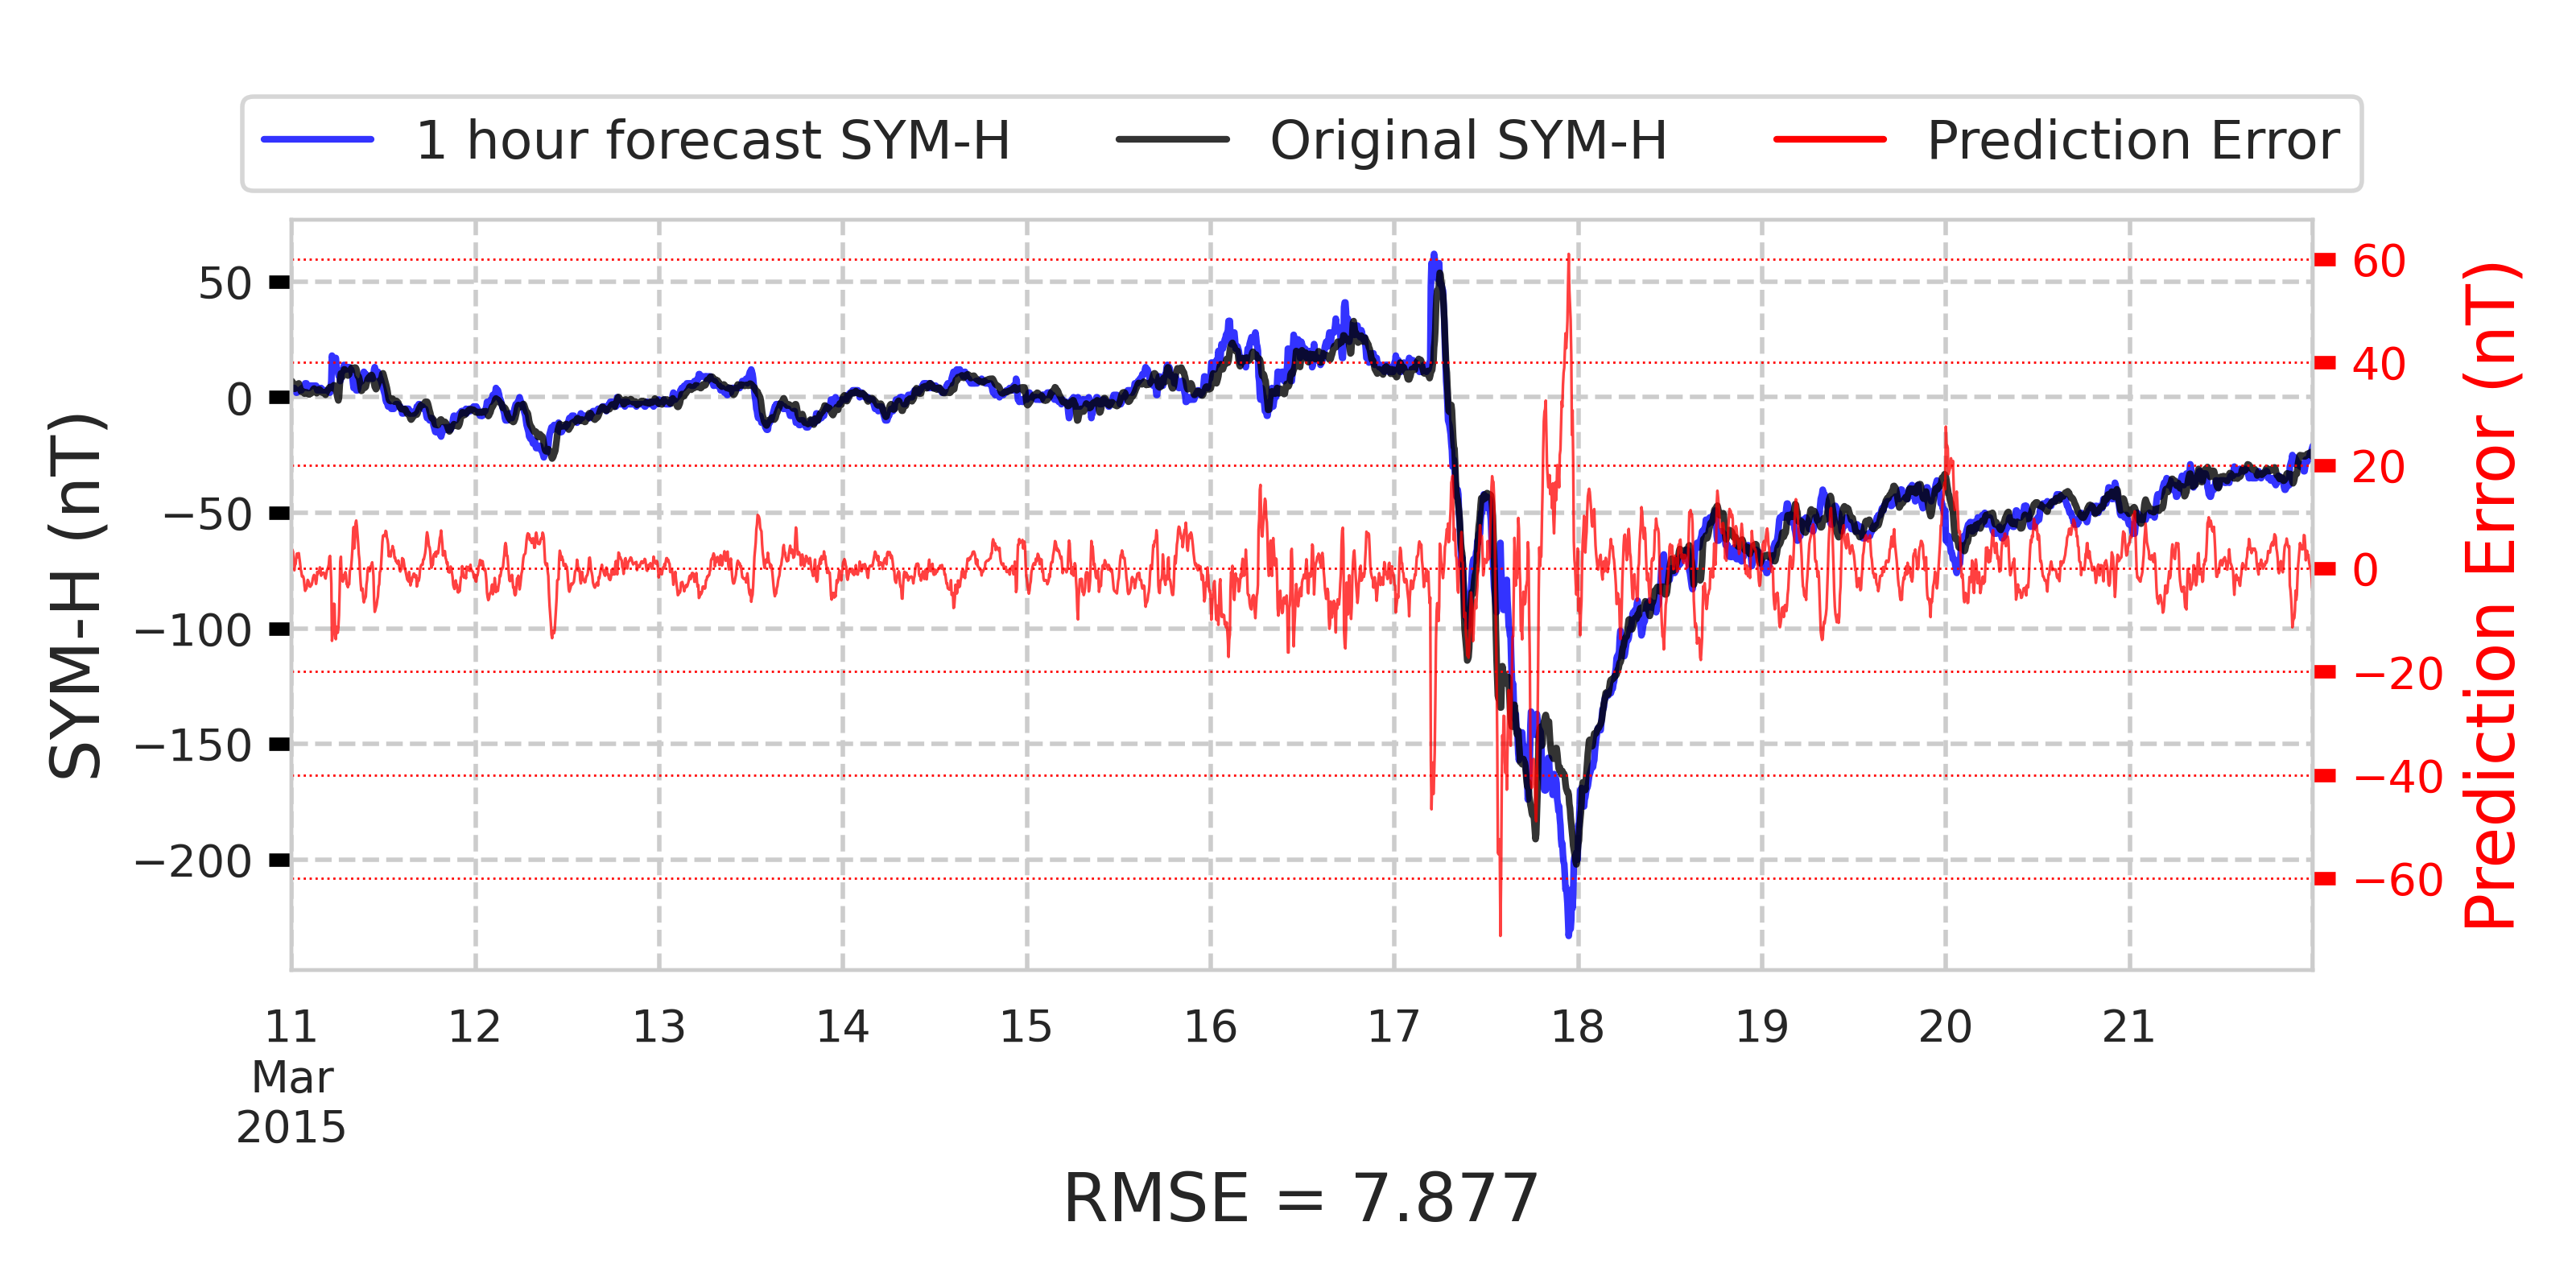 1 hour forecast SYM-H Original SYM-H Prediction Error
SYM-H (nT)
50
0
−50
−100
−150
−200
60
40
20
0
−20
−40
−60
Prediction Error (nT)
11 12 13 14 15 16 17 18 19 20 21
Mar
2015
RMSE = 7.877